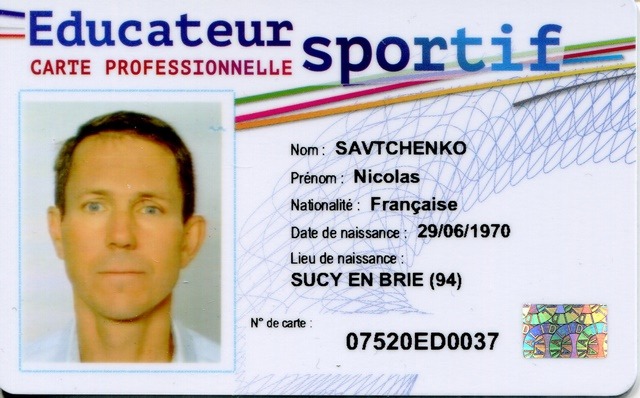 Educateur sportif
CARTE PROFESSIONNELLE
Nom : SAVTCHENKO
Prénom : Nicolas
Nationalité : Française
Date de naissance : 29/06/1970
Lieu de naissance :
SUCY EN BRIE (94)
N° de carte :
07520ED0037